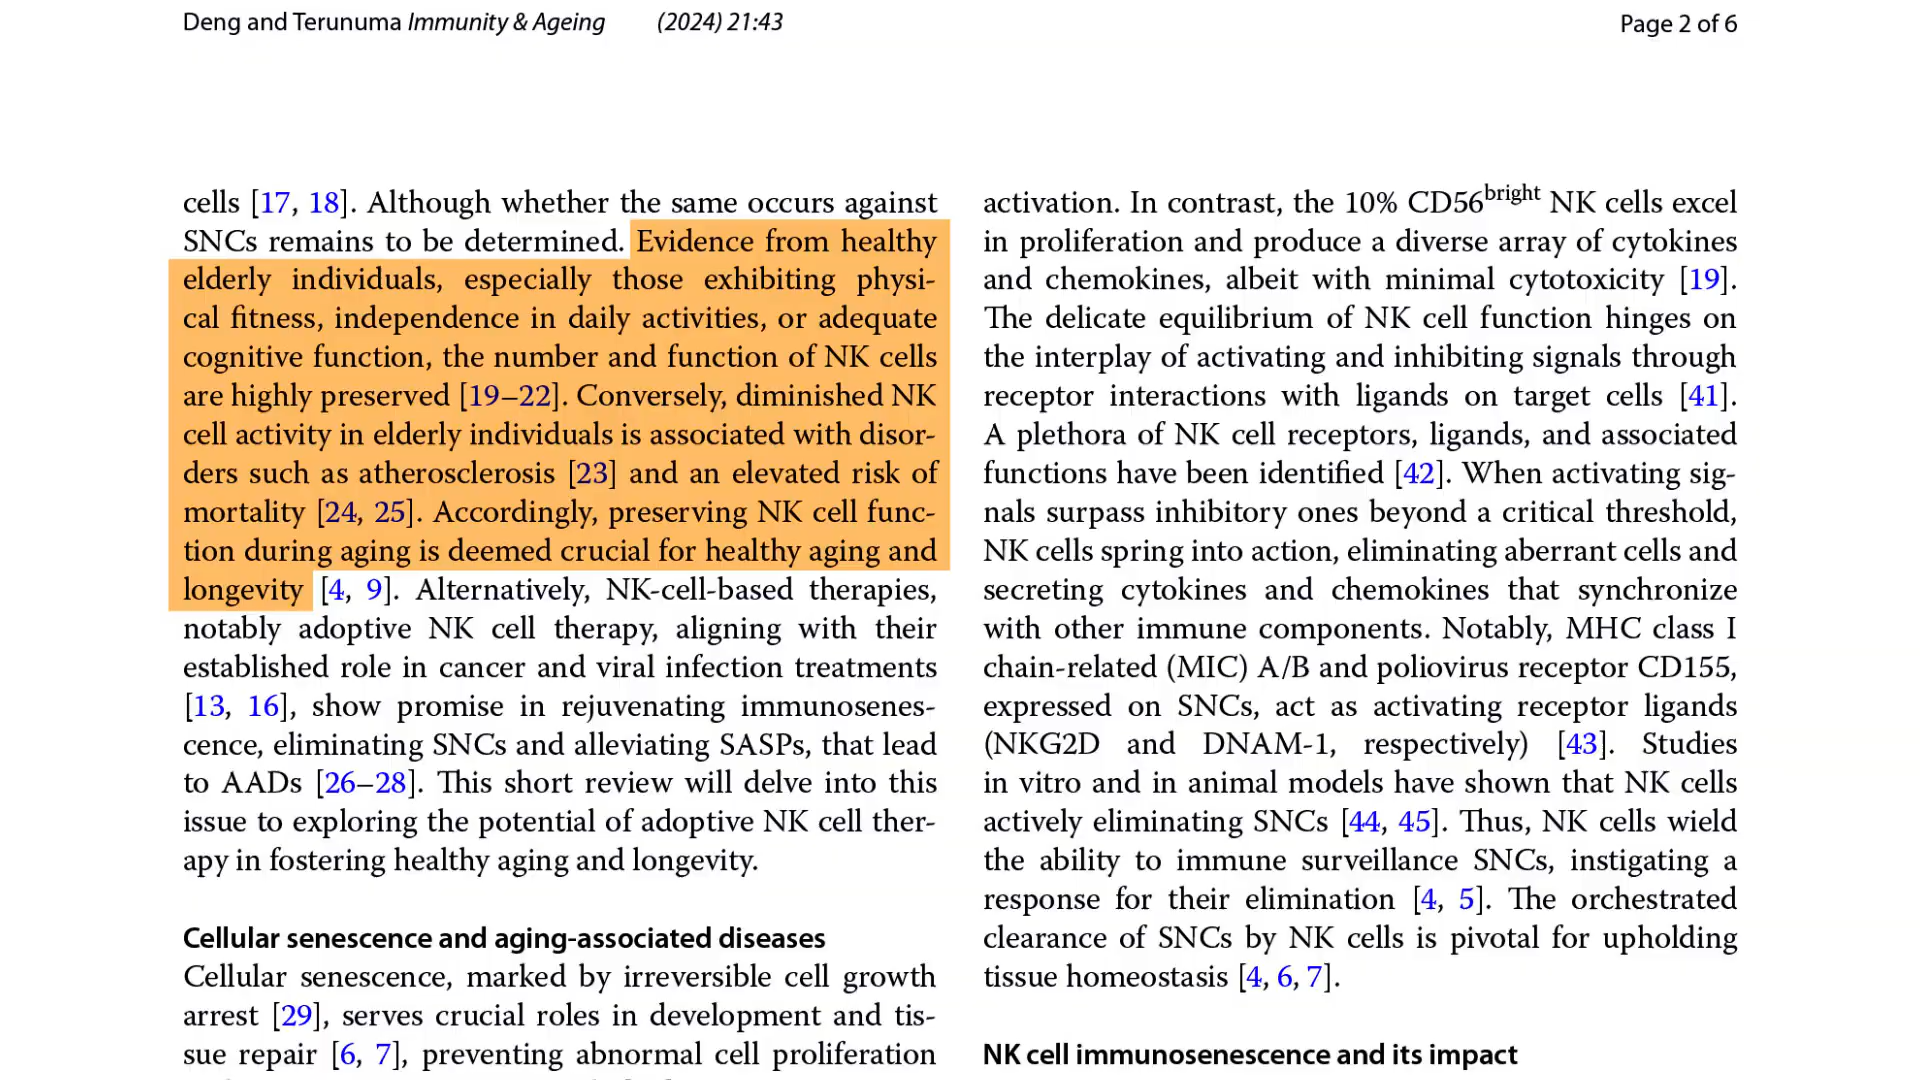 Deng and Terunuma Immunity & Ageing (2024) 21:43
Page 2 of 6
cells [17, 18]. Although whether the same occurs against
SNCs remains to be determined. Evidence from healthy
elderly individuals, especially those exhibiting physi-
cal fitness, independence in daily activities, or adequate
cognitive function, the number and function of NK cells
are highly preserved [19–22]. Conversely, diminished NK
cell activity in elderly individuals is associated with disor-
ders such as atherosclerosis [23] and an elevated risk of
mortality [24, 25]. Accordingly, preserving NK cell func-
tion during aging is deemed crucial for healthy aging and
longevity [4, 9]. Alternatively, NK-cell-based therapies,
notably adoptive NK cell therapy, aligning with their
established role in cancer and viral infection treatments
[13, 16], show promise in rejuvenating immunosenes-
cence, eliminating SNCs and alleviating SASPs, that lead
to AADs [26–28]. This short review will delve into this
issue to exploring the potential of adoptive NK cell ther-
apy in fostering healthy aging and longevity.
Cellular senescence and aging-associated diseases
Cellular senescence, marked by irreversible cell growth
arrest [29], serves crucial roles in development and tis-
sue repair [6, 7], preventing abnormal cell proliferation
activation. In contrast, the 10% CD56bright NK cells excel
in proliferation and produce a diverse array of cytokines
and chemokines, albeit with minimal cytotoxicity [19].
The delicate equilibrium of NK cell function hinges on
the interplay of activating and inhibiting signals through
receptor interactions with ligands on target cells [41].
A plethora of NK cell receptors, ligands, and associated
functions have been identified [42]. When activating sig-
nals surpass inhibitory ones beyond a critical threshold,
NK cells spring into action, eliminating aberrant cells and
secreting cytokines and chemokines that synchronize
with other immune components. Notably, MHC class I
chain-related (MIC) A/B and poliovirus receptor CD155,
expressed on SNCs, act as activating receptor ligands
(NKG2D and DNAM-1, respectively) [43]. Studies
in vitro and in animal models have shown that NK cells
actively eliminating SNCs [44, 45]. Thus, NK cells wield
the ability to immune surveillance SNCs, instigating a
response for their elimination [4, 5]. The orchestrated
clearance of SNCs by NK cells is pivotal for upholding
tissue homeostasis [4, 6, 7].
NK cell immunosenescence and its impact